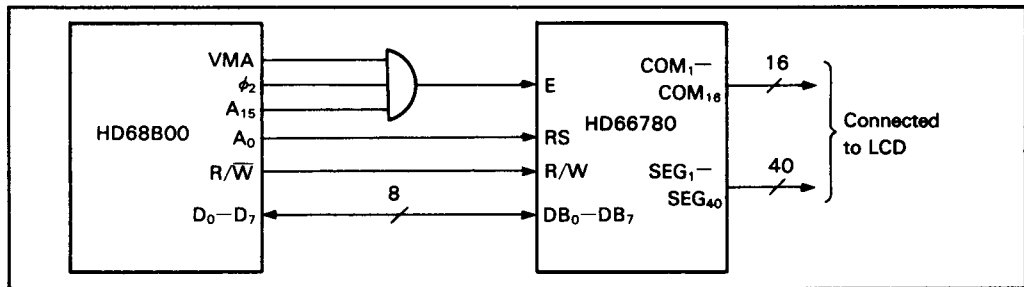 HD68B00
VMA
ϕ₂
A₁₅
A₀
R/W̅
D₀—D₇
8
HD66780
E
RS
R/W
DB₀—DB₇
COM₁—
COM₁₆
SEG₁—
SEG₄₀
16
40
Connected
to LCD